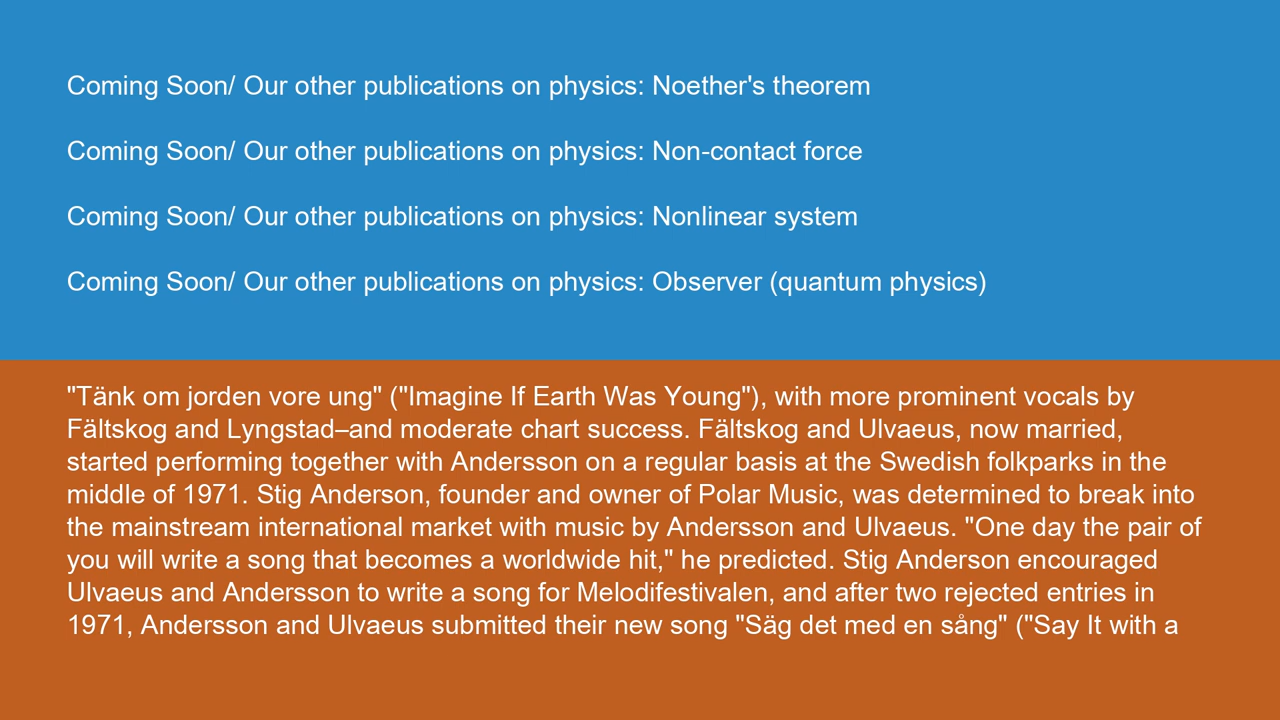 Coming Soon/ Our other publications on physics: Noether's theorem
Coming Soon/ Our other publications on physics: Non-contact force
Coming Soon/ Our other publications on physics: Nonlinear system
Coming Soon/ Our other publications on physics: Observer (quantum physics)
"Tänk om jorden vore ung" ("Imagine If Earth Was Young"), with more prominent vocals by
Fältskog and Lyngstad–and moderate chart success. Fältskog and Ulvaeus, now married,
started performing together with Andersson on a regular basis at the Swedish folkparks in the
middle of 1971. Stig Anderson, founder and owner of Polar Music, was determined to break into
the mainstream international market with music by Andersson and Ulvaeus. "One day the pair of
you will write a song that becomes a worldwide hit," he predicted. Stig Anderson encouraged
Ulvaeus and Andersson to write a song for Melodifestivalen, and after two rejected entries in
1971, Andersson and Ulvaeus submitted their new song "Säg det med en sång" ("Say It with a